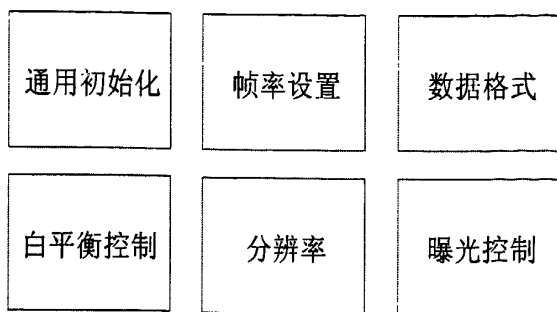 通用初始化
帧率设置
数据格式
白平衡控制
分辨率
曝光控制